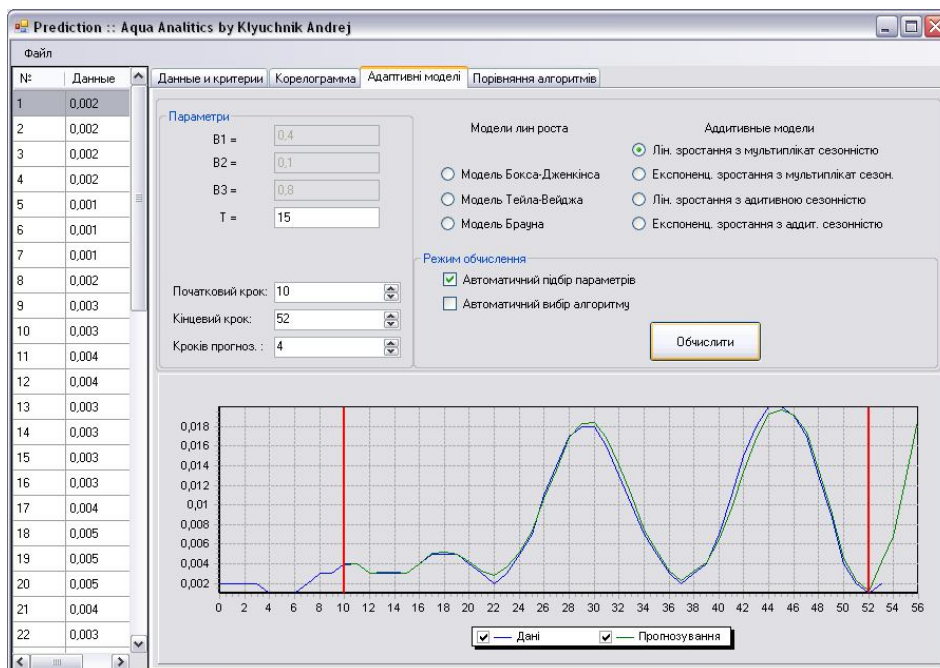 Prediction :: Aqua Analitics by Klyuchnik Andrej
Файл
№ Данные
1 0,002
2 0,002
3 0,002
4 0,002
5 0,001
6 0,001
7 0,001
8 0,002
9 0,003
10 0,003
11 0,004
12 0,004
13 0,003
14 0,003
15 0,003
16 0,003
17 0,004
18 0,005
19 0,005
20 0,005
21 0,004
22 0,003
Данные и критерии Корелограмма Адаптивні моделі Порівняння алгоритмів
Параметри
B1 = 0,4
B2 = 0,1
B3 = 0,8
T = 15
Початковий крок: 10
Кінцевий крок: 52
Кроків прогноз. : 4
Модели лин роста
Модель Бокса-Дженкінса
Модель Тейла-Вейджа
Модель Брауна
Аддитивные модели
Лін. зростання з мультиплікат сезонністю
Експоненц. зростання з мультиплікат сезон.
Лін. зростання з адитивною сезонністю
Експоненц. зростання з аддит. сезонністю
Режим обчислення
Автоматичний підбір параметрів
Автоматичний вибір алгоритму
Обчислити
0,018
0,016
0,014
0,012
0,01
0,008
0,006
0,004
0,002
0 2 4 6 8 10 12 14 16 18 20 22 24 26 28 30 32 34 36 38 40 42 44 46 48 50 52 54 56
Дані Прогнозування